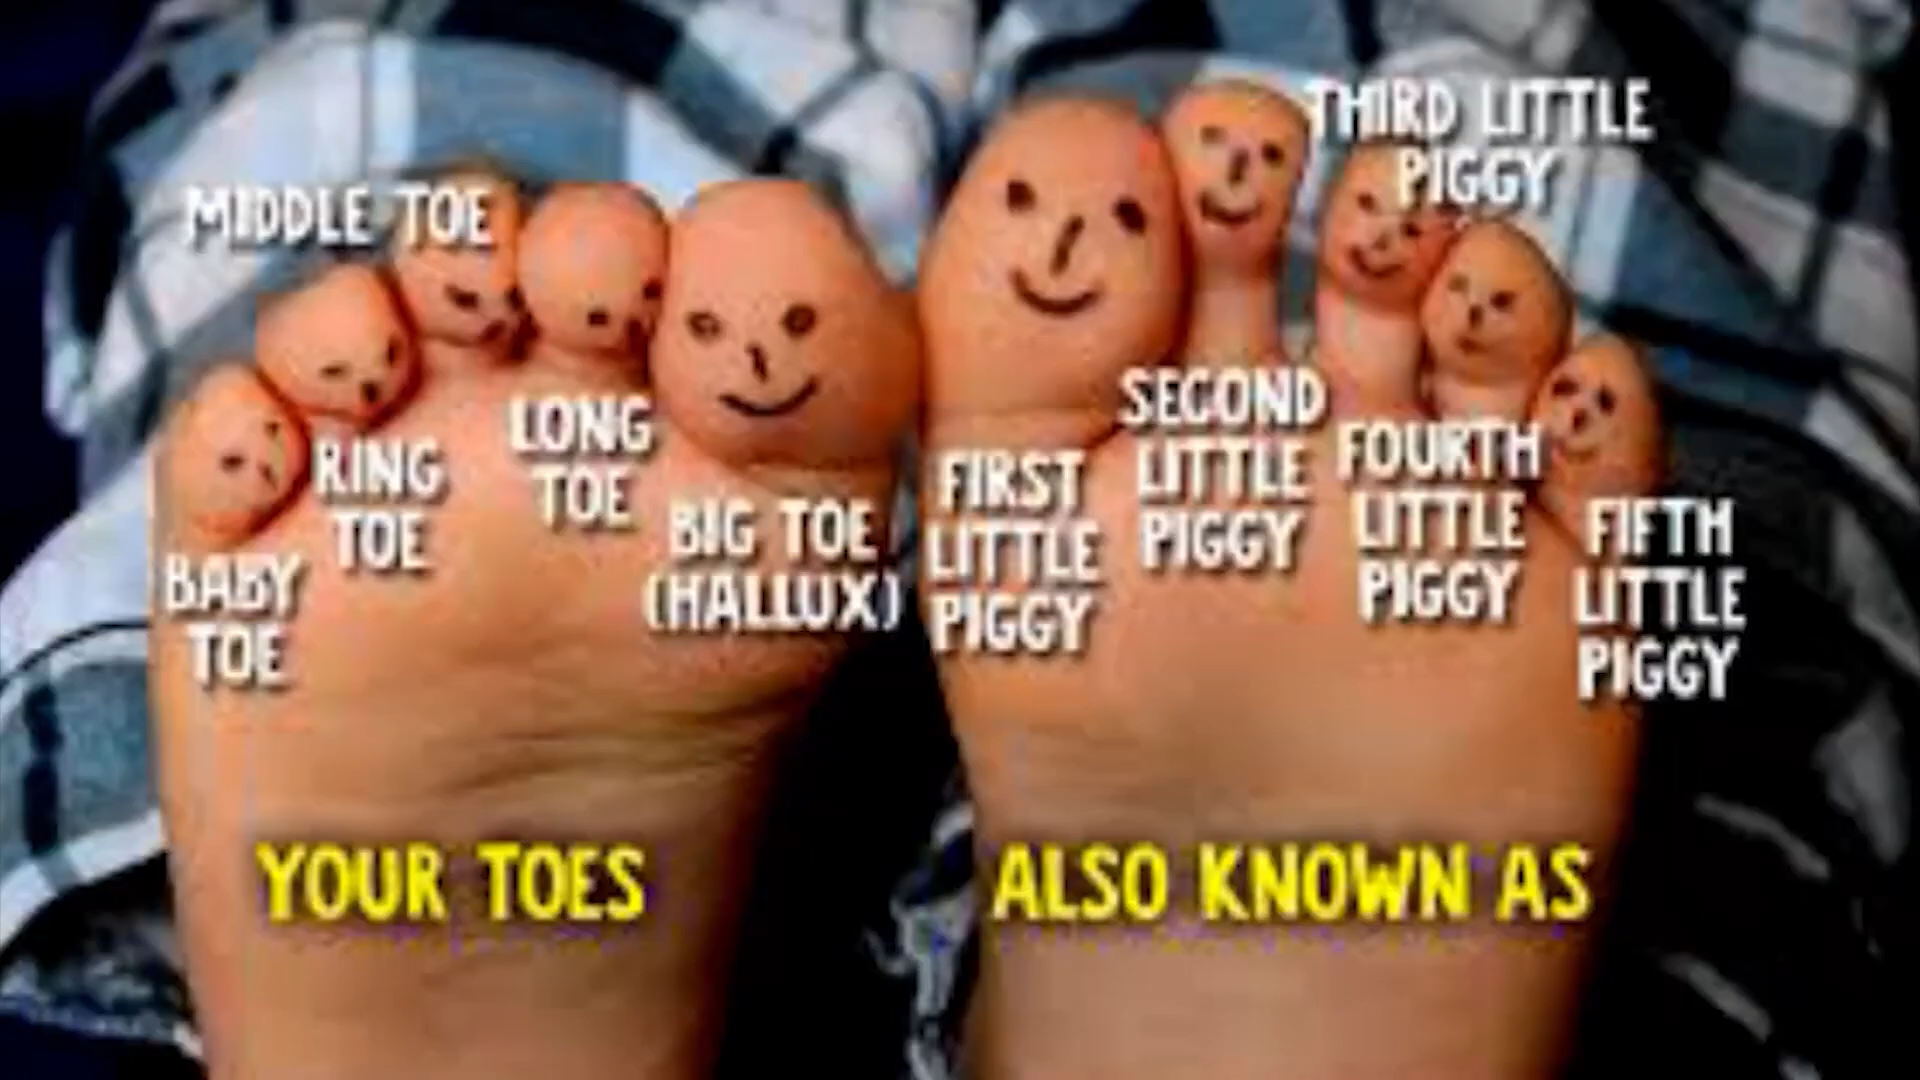 MIDDLE TOE
RING
TOE
BABY
TOE
LONG
TOE
BIG TOE
(HALLUX)
YOUR TOES
THIRD LITTLE
PIGGY
FIRST
LITTLE
PIGGY
SECOND
LITTLE
PIGGY
FOURTH
LITTLE
PIGGY
FIFTH
LITTLE
PIGGY
ALSO KNOWN AS